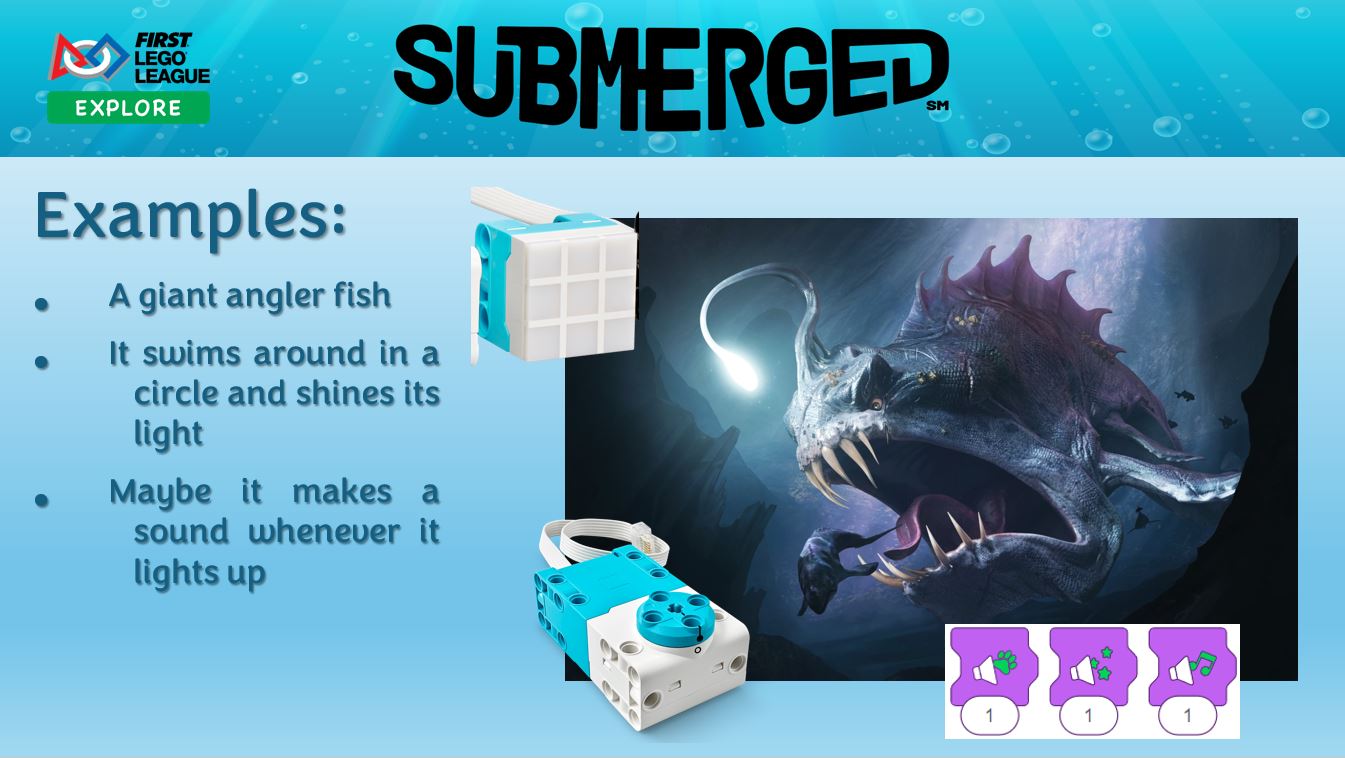 FIRST
LEGO
LEAGUE
EXPLORE
SUBMERGED
SM
Examples:
• A giant angler fish
• It swims around in a
circle and shines its
light
• Maybe it makes a
sound whenever it
lights up
1 1 1